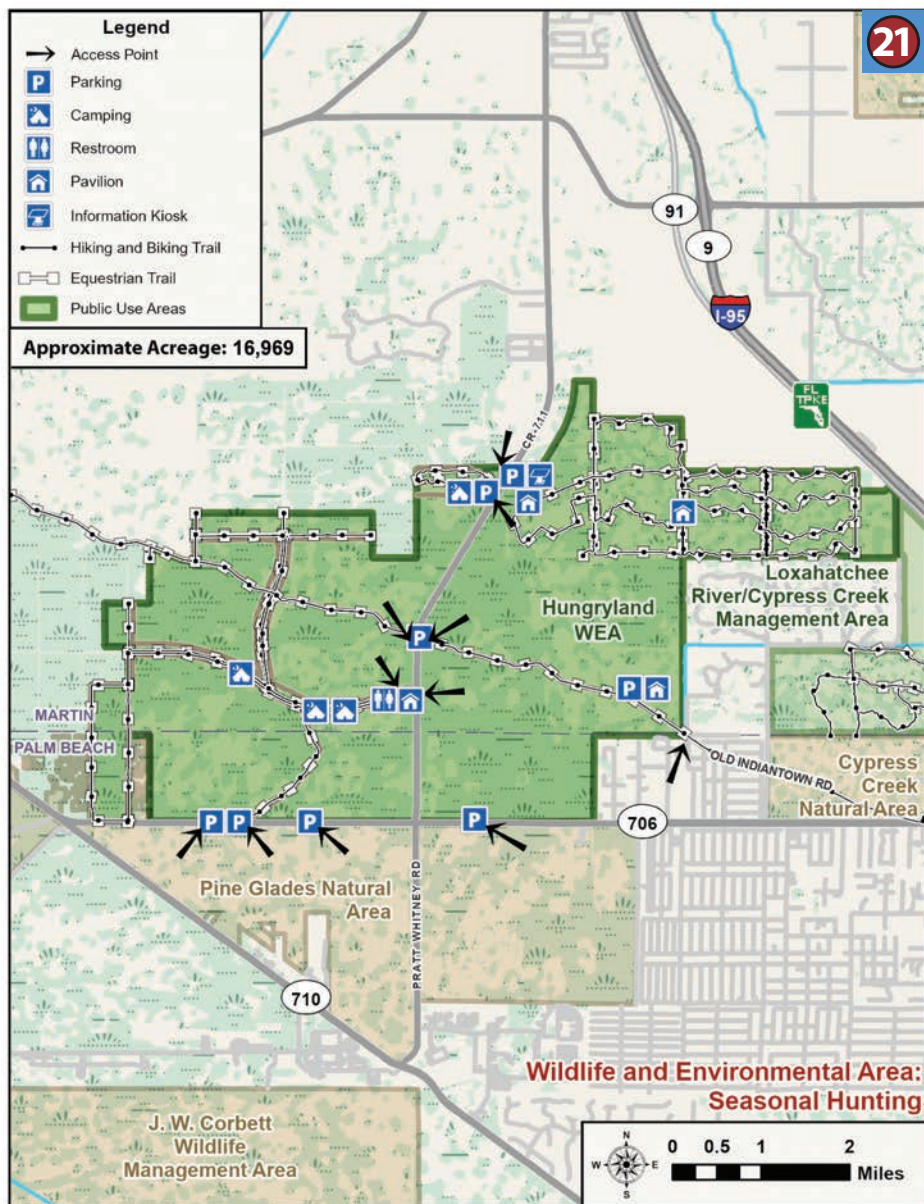 21
Legend
Access Point
P
Parking
Camping
Restroom
Pavilion
Information Kiosk
Hiking and Biking Trail
Equestrian Trail
Public Use Areas
Approximate Acreage: 16,969
91
9
I-95
FL
TPKE
CR-711
P
P
Hungryland
WEA
Loxahatchee
River/Cypress Creek
Management Area
P
P
MARTIN
PALM BEACH
OLD INDIANTOWN RD
Cypress
Creek
Natural Area
P
P
P
P
706
Pine Glades Natural
Area
PRATT WHITNEY RD
710
Wildlife and Environmental Area:
Seasonal Hunting
J. W. Corbett
Wildlife
Management Area
N
W
E
S
0 0.5 1 2
Miles